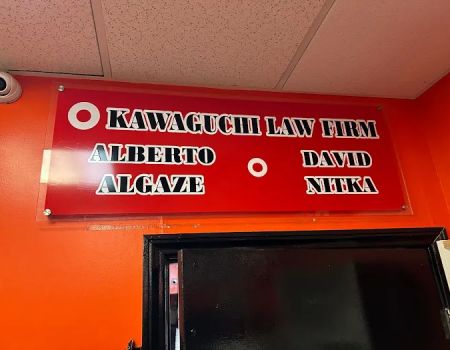 KAWAGUCHI LAW FIRM
ALBERTO DAVID
ALGAZE NITKA